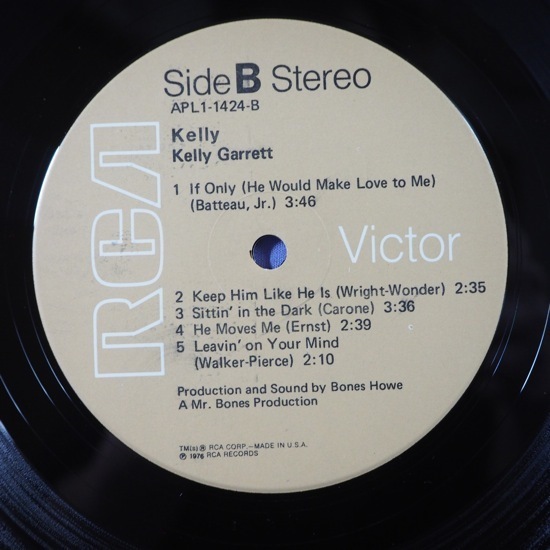 Side B Stereo
APL1-1424-B
Kelly
Kelly Garrett
1 If Only (He Would Make Love to Me)
(Batteau, Jr.) 3:46
RCA
Victor
2 Keep Him Like He Is (Wright-Wonder) 2:35
3 Sittin' in the Dark (Carone) 3:36
4 He Moves Me (Ernst) 2:39
5 Leavin' on Your Mind
(Walker-Pierce) 2:10
Production and Sound by Bones Howe
A Mr. Bones Production
TM(s) ® RCA CORP.—MADE IN U.S.A.
℗ 1976 RCA RECORDS